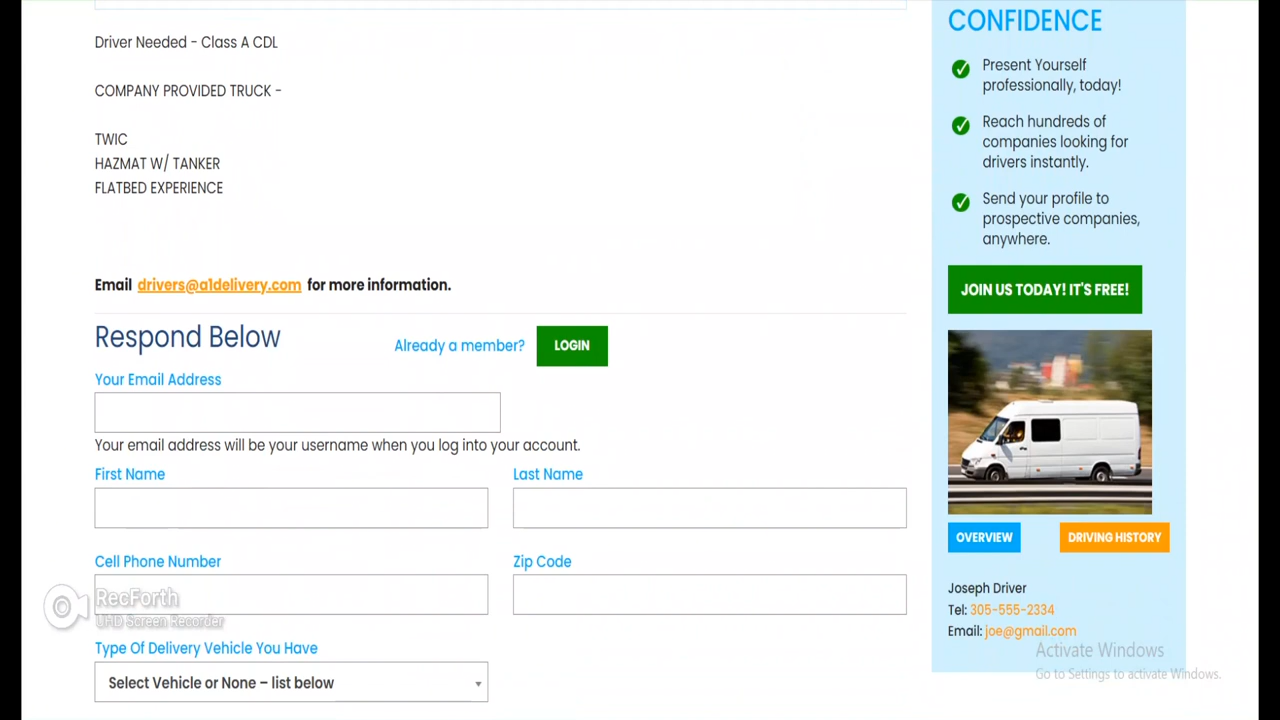 Driver Needed - Class A CDL
COMPANY PROVIDED TRUCK -
TWIC
HAZMAT W/ TANKER
FLATBED EXPERIENCE
Email drivers@a1delivery.com for more information.
Respond Below
Already a member?
LOGIN
Your Email Address
Your email address will be your username when you log into your account.
First Name
Last Name
Cell Phone Number
Zip Code
RecForth
UHD Screen Recorder
Type Of Delivery Vehicle You Have
Select Vehicle or None – list below
CONFIDENCE
Present Yourself
professionally, today!
Reach hundreds of
companies looking for
drivers instantly.
Send your profile to
prospective companies,
anywhere.
JOIN US TODAY! IT'S FREE!
OVERVIEW
DRIVING HISTORY
Joseph Driver
Tel: 305-555-2334
Email: joe@gmail.com
Activate Windows
Go to Settings to activate Windows.